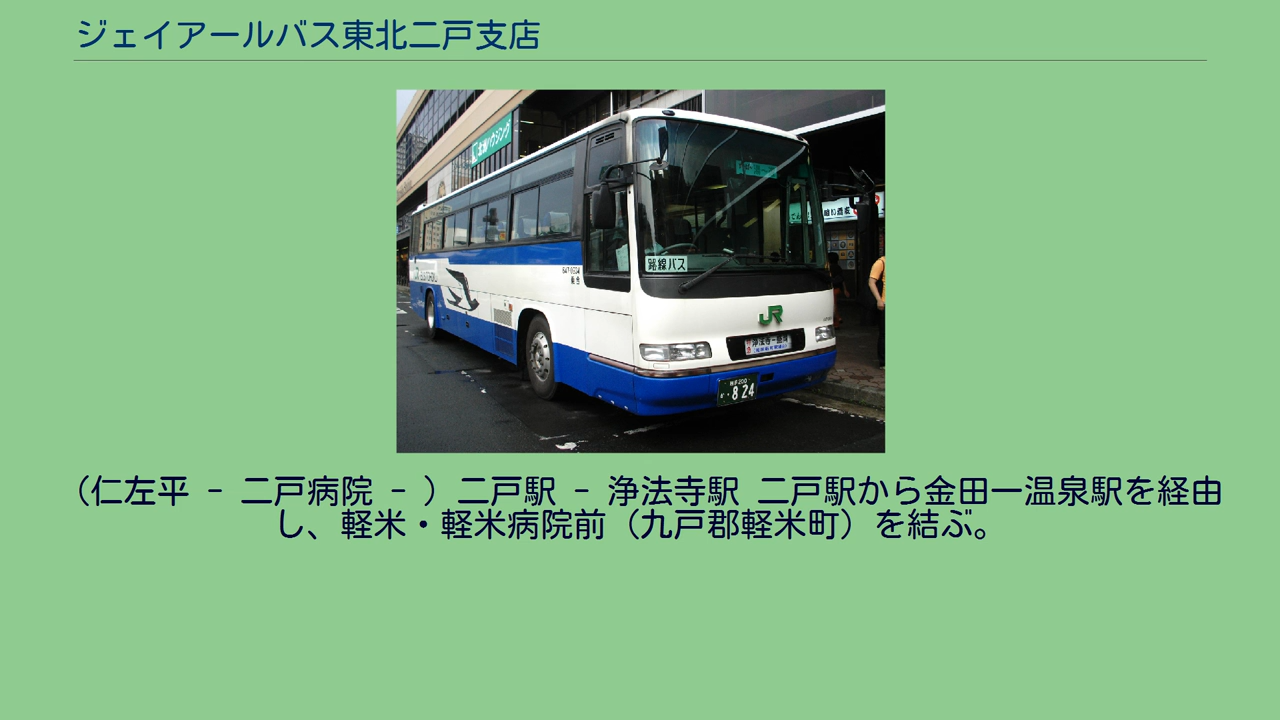 ジェイアールバス東北二戸支店
路線バス
JR
824
（仁左平 - 二戸病院 - ）二戸駅 - 浄法寺駅 二戸駅から金田一温泉駅を経由
し、軽米・軽米病院前（九戸郡軽米町）を結ぶ。